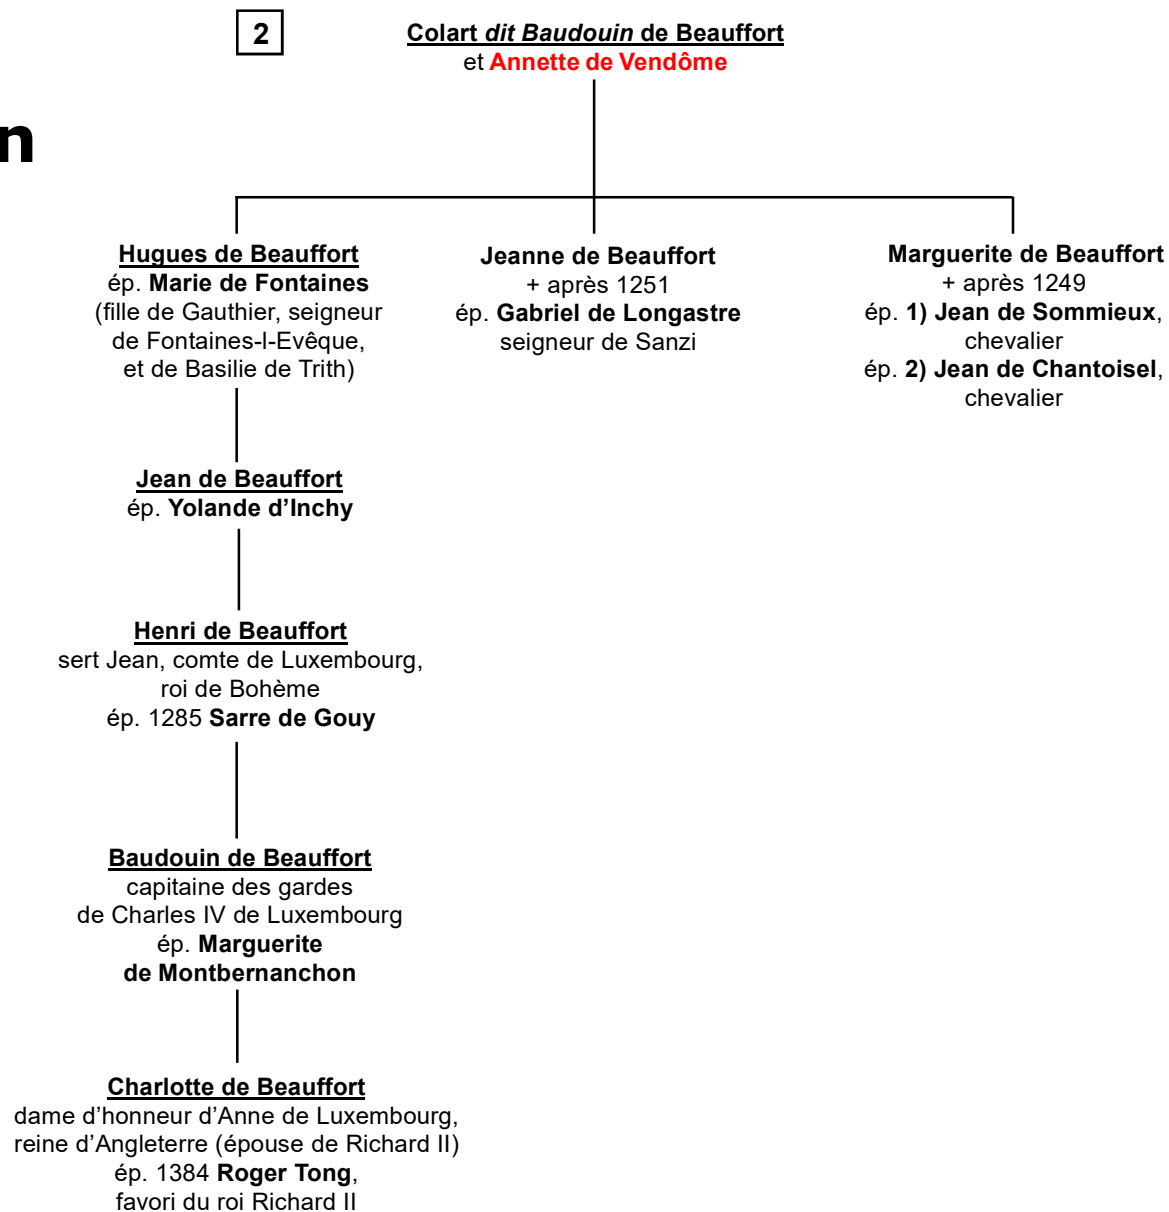 2
Colart dit Baudouin de Beauffort
et Annette de Vendôme
n
Hugues de Beauffort
ép. Marie de Fontaines
(fille de Gauthier, seigneur
de Fontaines-l-Evêque,
et de Basilie de Trith)
Jeanne de Beauffort
+ après 1251
ép. Gabriel de Longastre
seigneur de Sanzi
Marguerite de Beauffort
+ après 1249
ép. 1) Jean de Sommieux,
chevalier
ép. 2) Jean de Chantoisel,
chevalier
Jean de Beauffort
ép. Yolande d’Inchy
Henri de Beauffort
sert Jean, comte de Luxembourg,
roi de Bohème
ép. 1285 Sarre de Gouy
Baudouin de Beauffort
capitaine des gardes
de Charles IV de Luxembourg
ép. Marguerite
de Montbernanchon
Charlotte de Beauffort
dame d’honneur d’Anne de Luxembourg,
reine d’Angleterre (épouse de Richard II)
ép. 1384 Roger Tong,
favori du roi Richard II